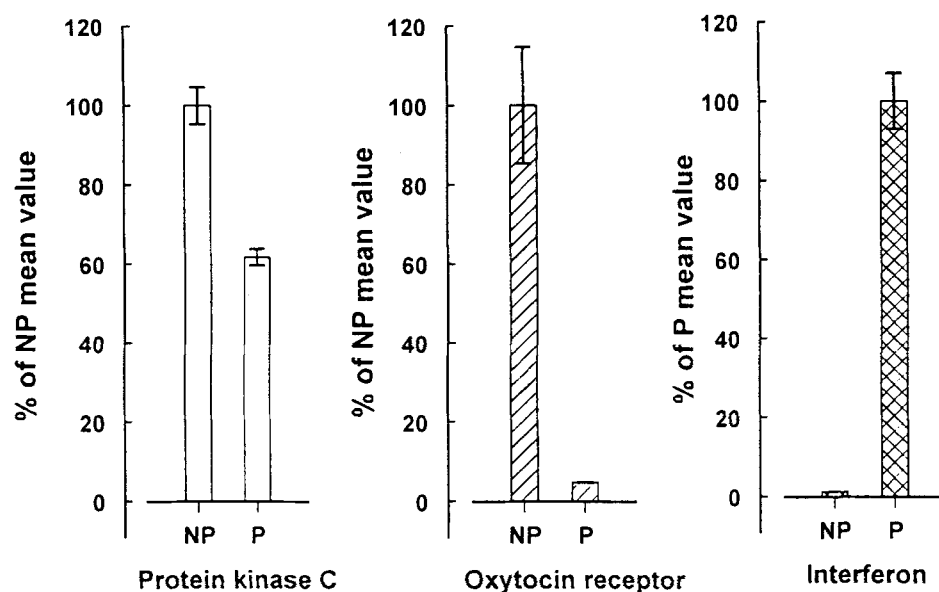 % of NP mean value
120
100
80
60
40
20
0
NP P
Protein kinase C
% of NP mean value
120
100
80
60
40
20
0
NP P
Oxytocin receptor
% of P mean value
120
100
80
60
40
20
0
NP P
Interferon